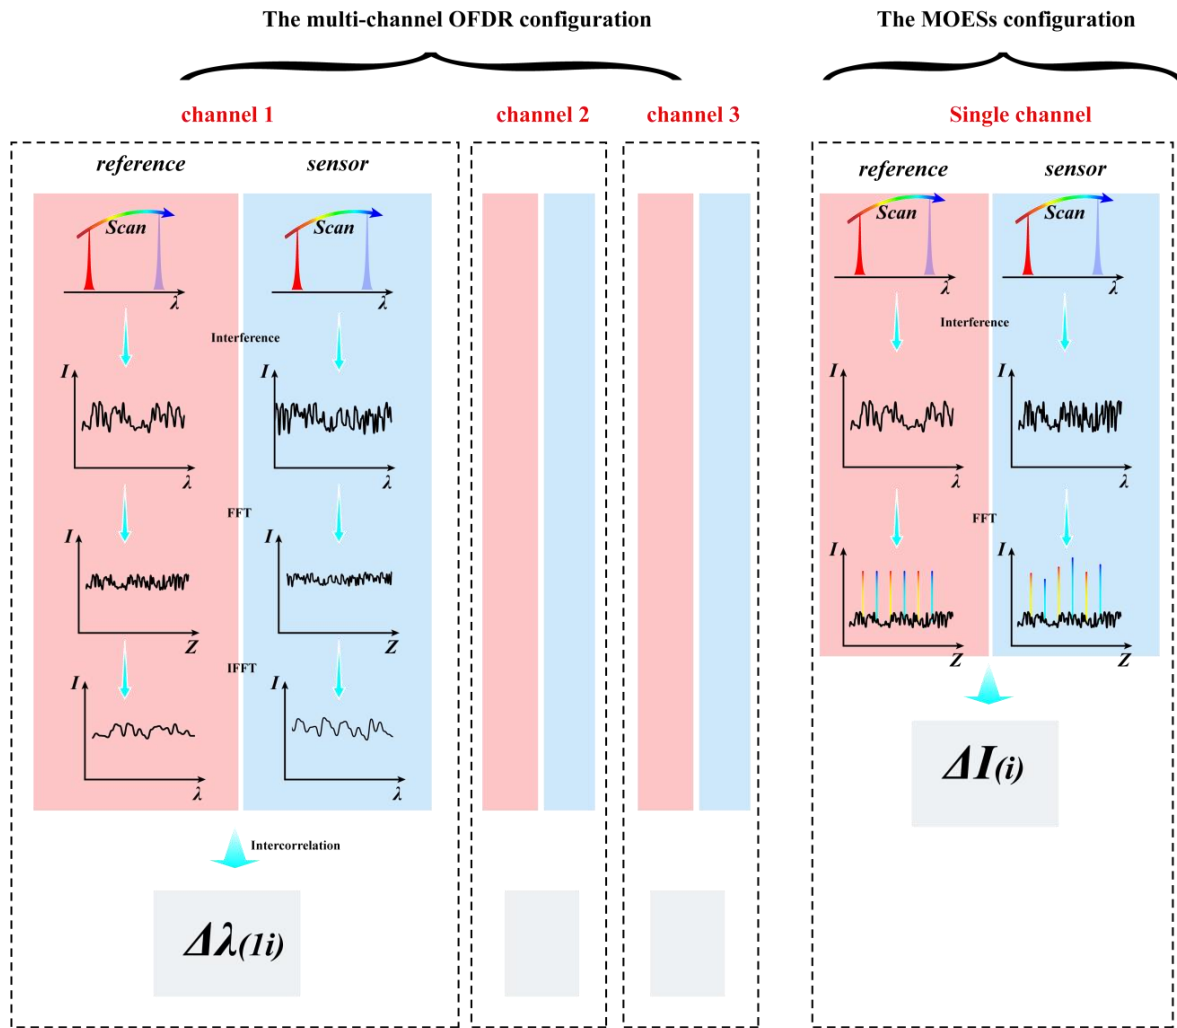 The multi-channel OFDR configuration
The MOESs configuration
channel 1
channel 2
channel 3
Single channel
reference
sensor
reference
sensor
Scan
Scan
Scan
Scan
λ
λ
λ
λ
Interference
Interference
I
I
I
I
λ
λ
λ
λ
FFT
FFT
I
I
I
I
Z
Z
Z
Z
IFFT
I
I
λ
λ
ΔI(i)
Intercorrelation
Δλ(1i)